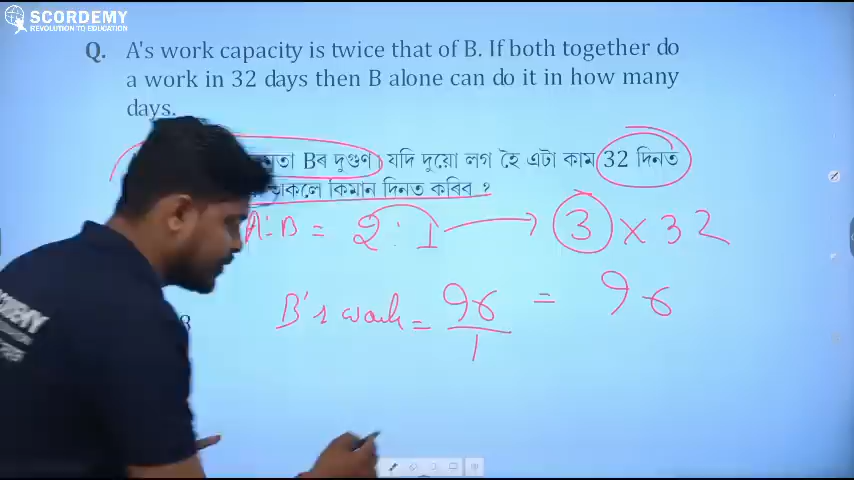 SCORDEMY
REVOLUTION TO EDUCATION
Q. A's work capacity is twice that of B. If both together do
a work in 32 days then B alone can do it in how many
days.
Bৰ দুগুণ যদি দুয়ো লগ হৈ এটা কাম 32 দিনত
কিমান দিনত কৰিব ?
A:B = 2 : 1 → 3 × 32
B's work = 96/1 = 96